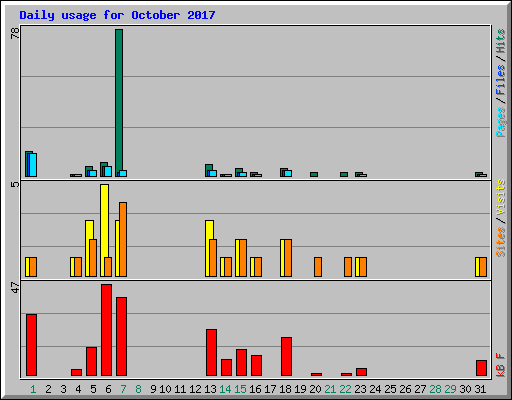 Daily usage for October 2017
78
Pages / Files / Hits
5
Sites / Visits
47
kB F
1 2 3 4 5 6 7 8 9 10 11 12 13 14 15 16 17 18 19 20 21 22 23 24 25 26 27 28 29 30 31